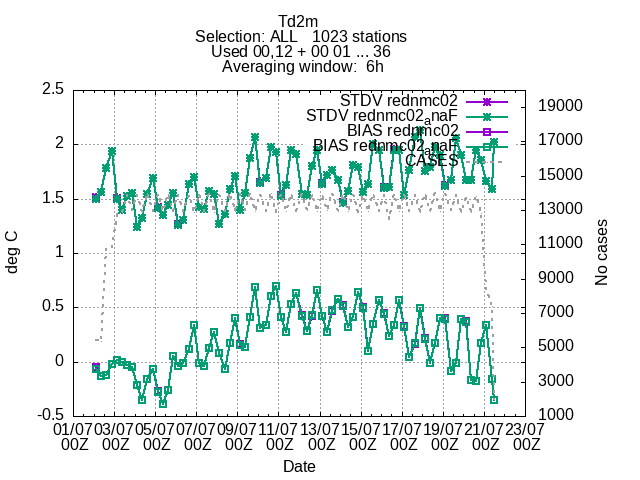 Td2m
Selection: ALL   1023 stations
Used 00,12 + 00 01 ... 36
Averaging window:  6h
STDV rednmc02
STDV rednmc02anaF
BIAS rednmc02
BIAS rednmc02anaF
CASES
2.5
2
1.5
1
0.5
0
-0.5
deg C
19000
17000
15000
13000
11000
9000
7000
5000
3000
1000
No cases
01/07 03/07 05/07 07/07 09/07 11/07 13/07 15/07 17/07 19/07 21/07 23/07
00Z 00Z 00Z 00Z 00Z 00Z 00Z 00Z 00Z 00Z 00Z 00Z
Date